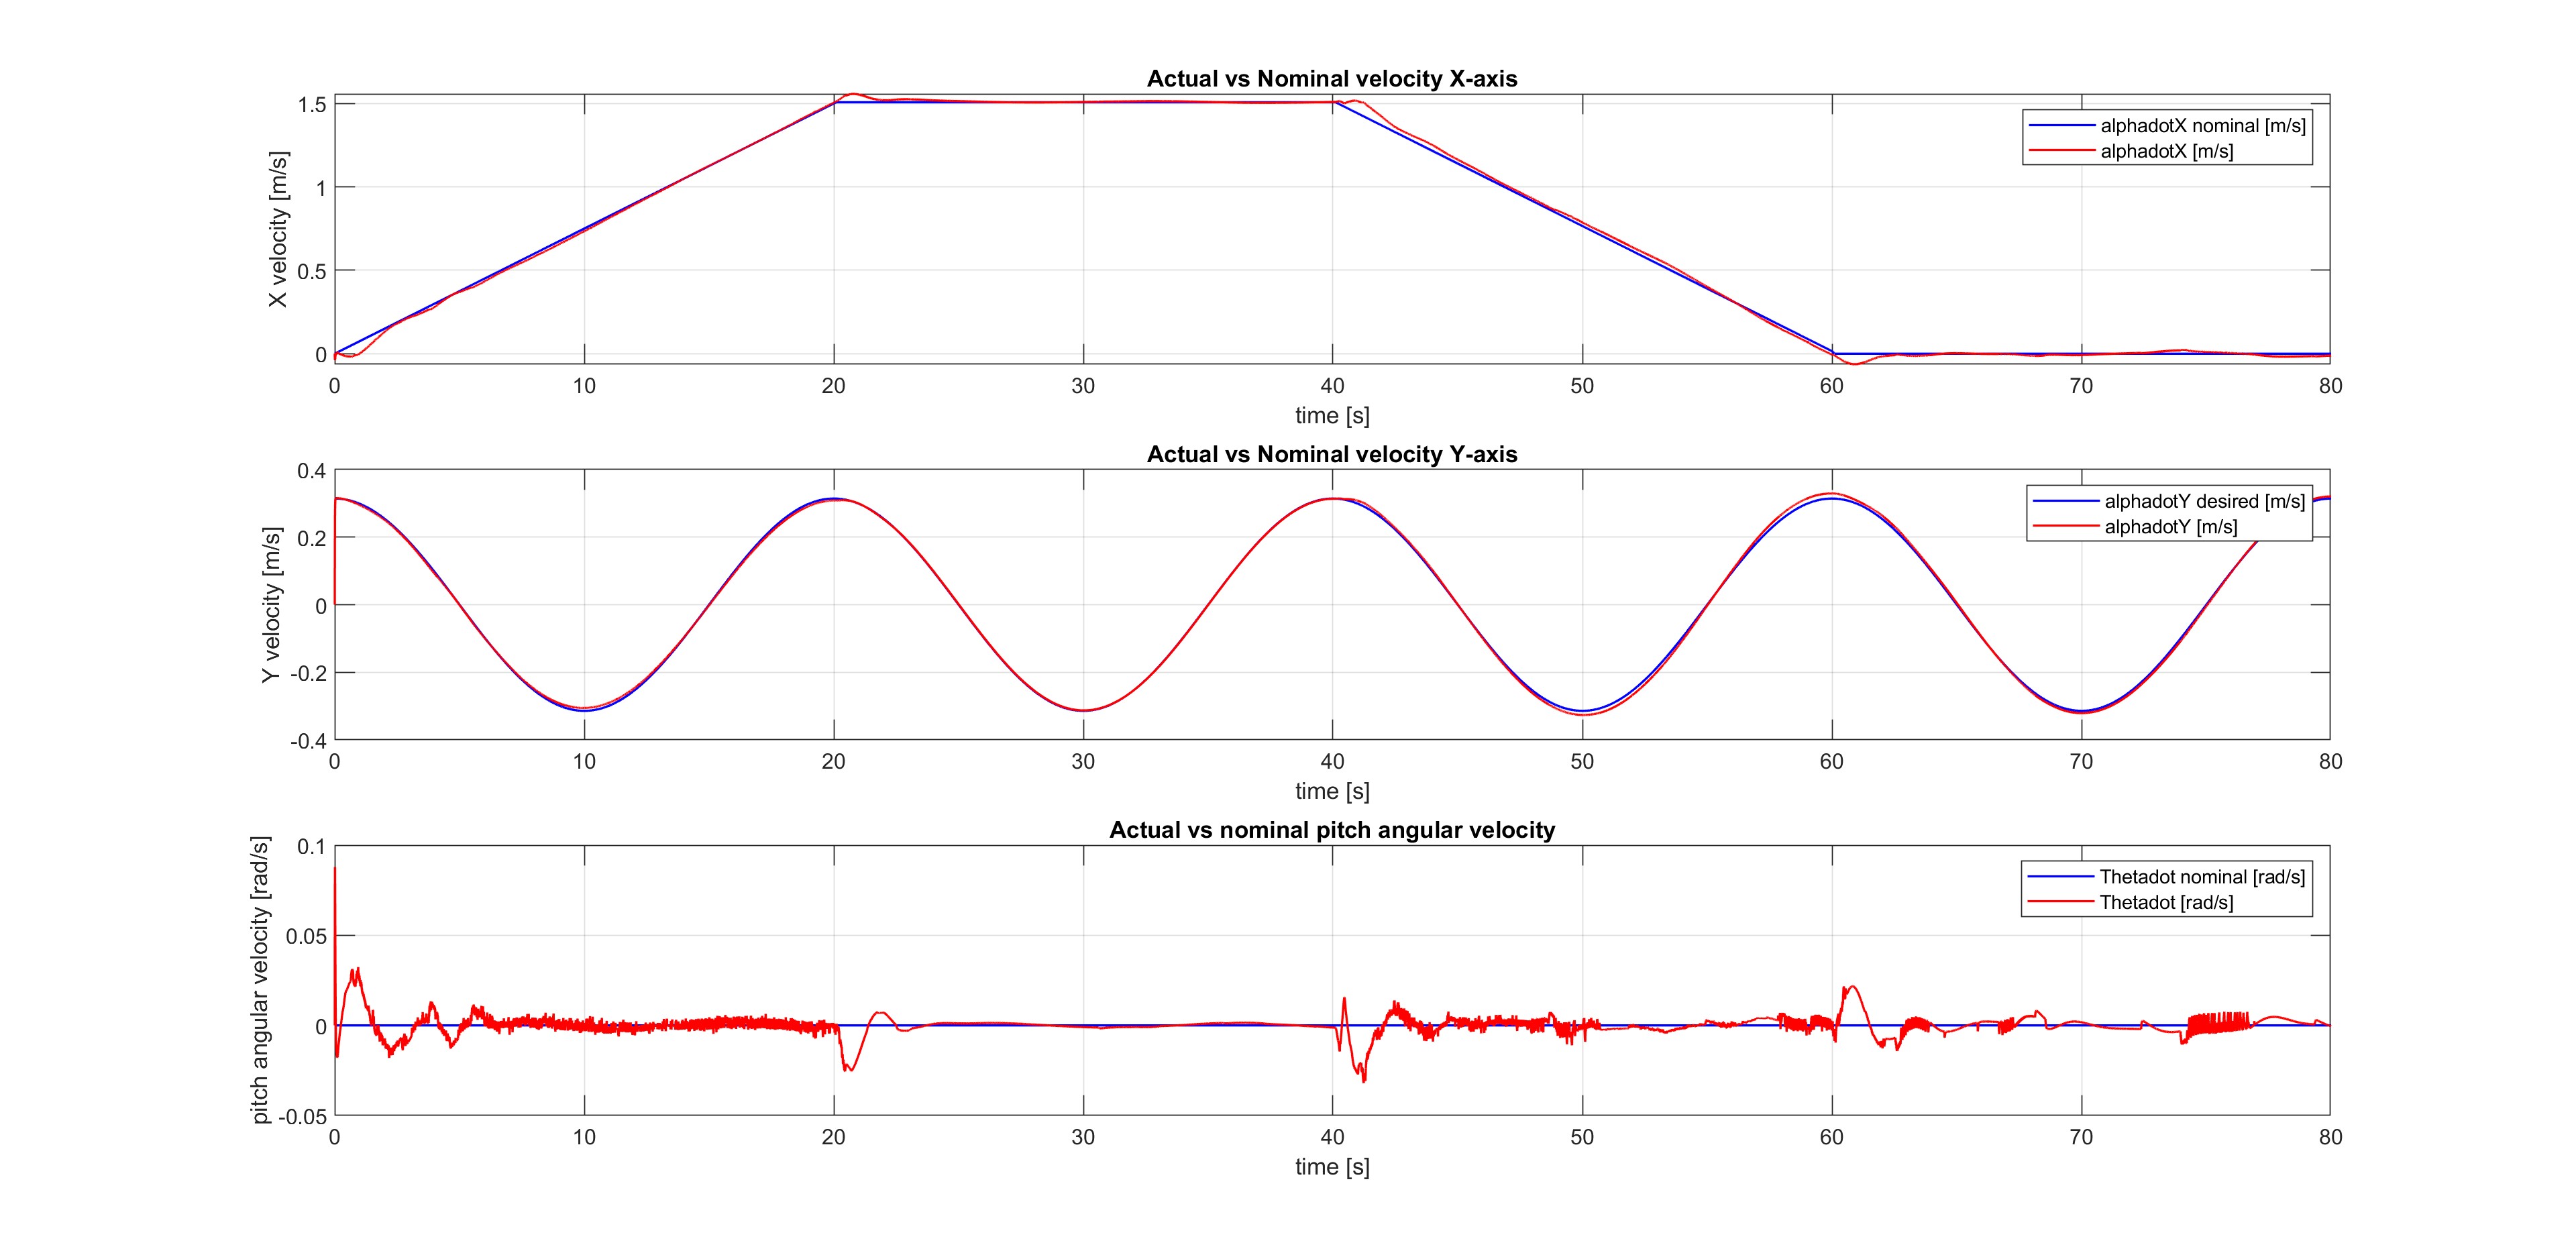 Actual vs Nominal velocity X-axis
X velocity [m/s]
1.5
1
0.5
0
alphadotX nominal [m/s]
alphadotX [m/s]
0 10 20 30 40 50 60 70 80
time [s]
Actual vs Nominal velocity Y-axis
Y velocity [m/s]
0.4
0.2
0
-0.2
-0.4
alphadotY desired [m/s]
alphadotY [m/s]
0 10 20 30 40 50 60 70 80
time [s]
Actual vs nominal pitch angular velocity
pitch angular velocity [rad/s]
0.1
0.05
0
-0.05
Thetadot nominal [rad/s]
Thetadot [rad/s]
0 10 20 30 40 50 60 70 80
time [s]